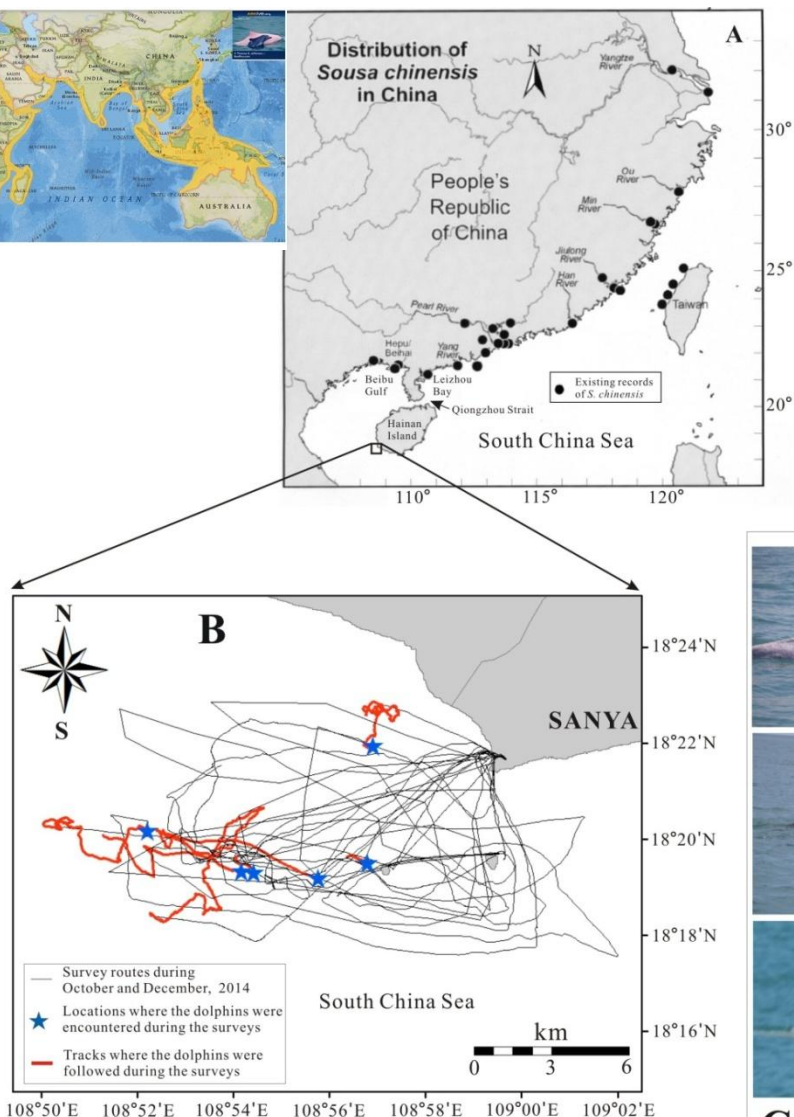 CHINA
INDIA
SRI LANKA
SEYCHELLES
INDIAN OCEAN
AUSTRALIA
Distribution of
Sousa chinensis
in China
N
A
Yangtze
River
30°
Ou
River
Min
River
People's
Republic
of China
Jiulong
River
25°
Han
River
Taiwan
Pearl River
Hepu/
Beihai
Yang
River
Beibu
Gulf
Leizhou
Bay
Existing records
of S. chinensis
Qiongzhou Strait
20°
Hainan
Island
South China Sea
110°
115°
120°
N
B
S
18°24'N
SANYA
18°22'N
18°20'N
18°18'N
Survey routes during
October and December, 2014
Locations where the dolphins were
encountered during the surveys
Tracks where the dolphins were
followed during the surveys
South China Sea
18°16'N
km
0 3 6
108°50'E 108°52'E 108°54'E 108°56'E 108°58'E 109°00'E 109°02'E